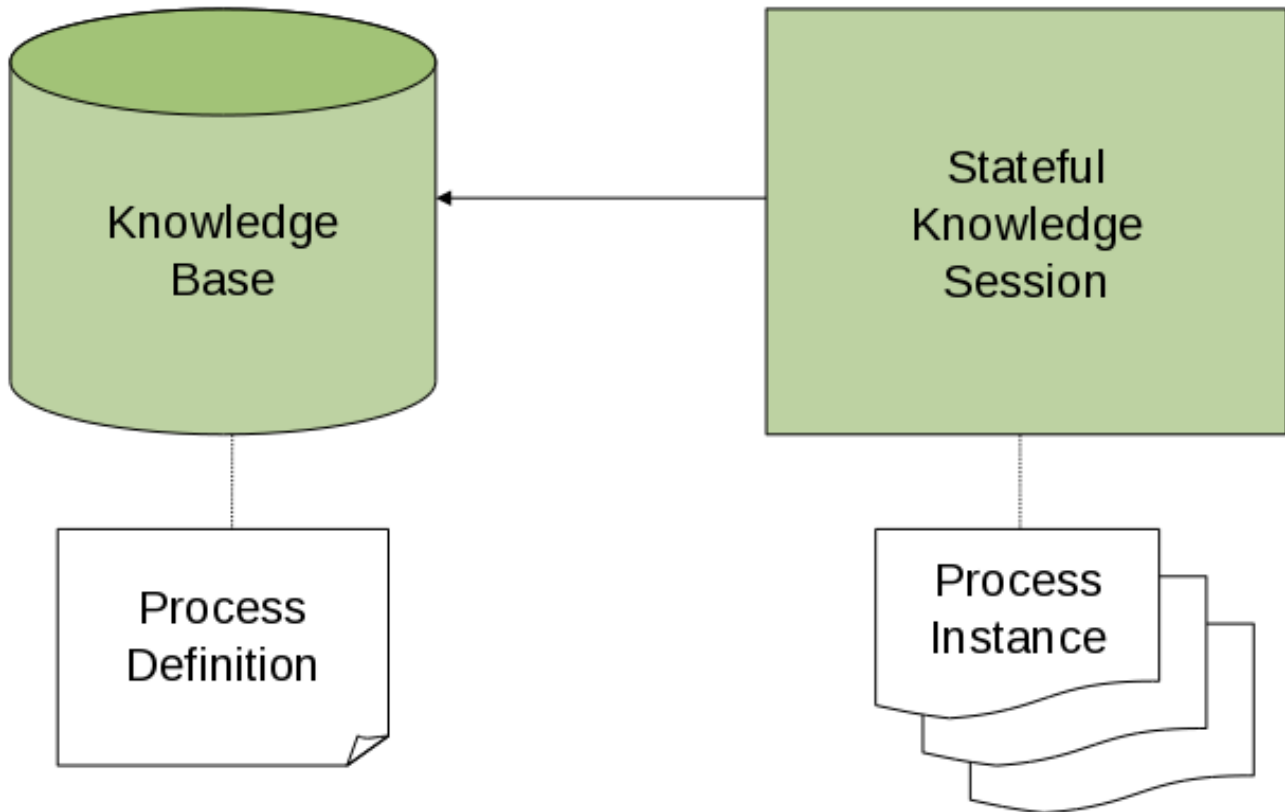 Knowledge
Base
Stateful
Knowledge
Session
Process
Definition
Process
Instance